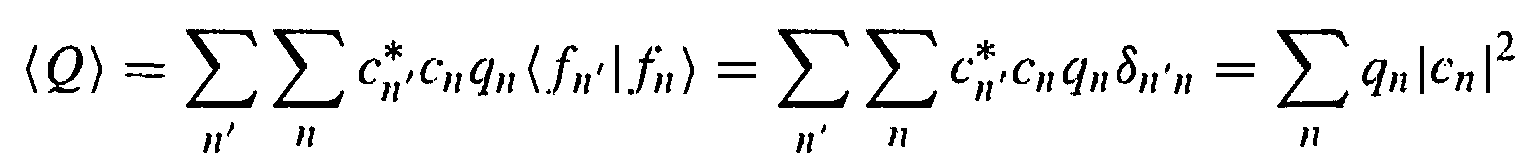 ⟨Q⟩ = ∑_{n'} ∑_{n} c*_{n'} c_n q_n ⟨f_{n'}|f_n⟩ = ∑_{n'} ∑_{n} c*_{n'} c_n q_n δ_{n'n} = ∑_{n} q_n|c_n|²